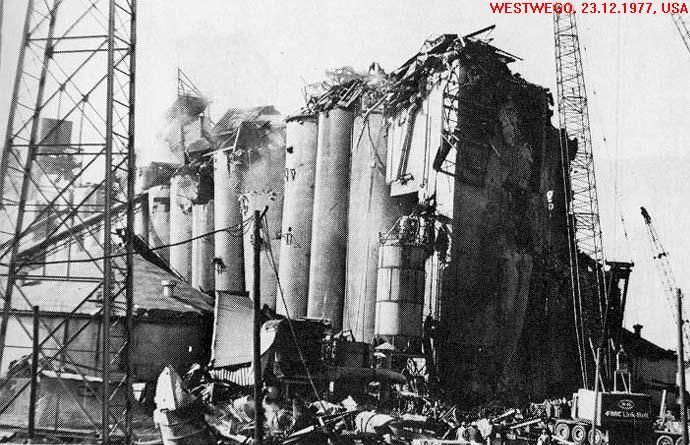 WESTWEGO, 23.12.1977, USA
FMC Link-Belt